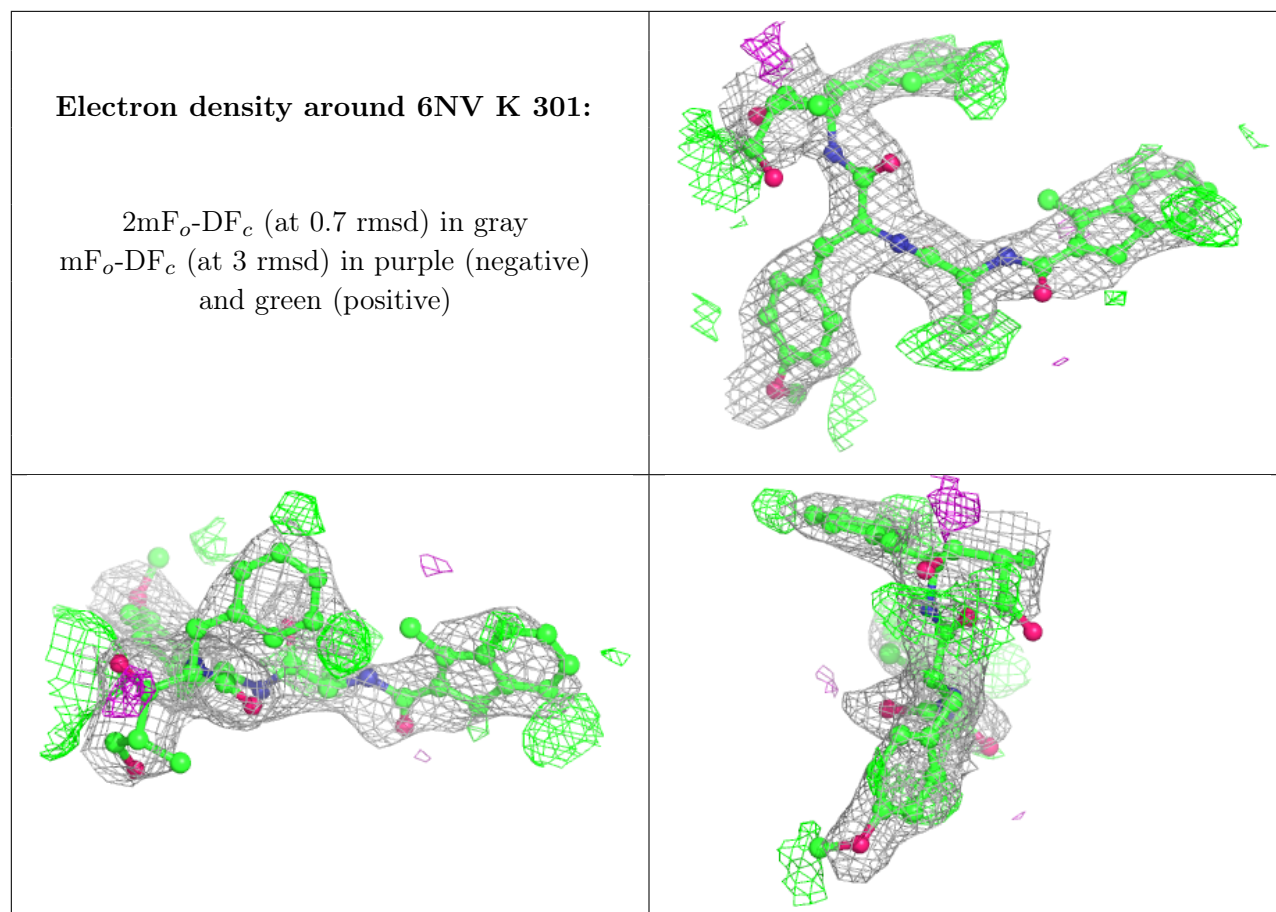 Electron density around 6NV K 301:
2mFo-DFc (at 0.7 rmsd) in gray
mFo-DFc (at 3 rmsd) in purple (negative)
and green (positive)